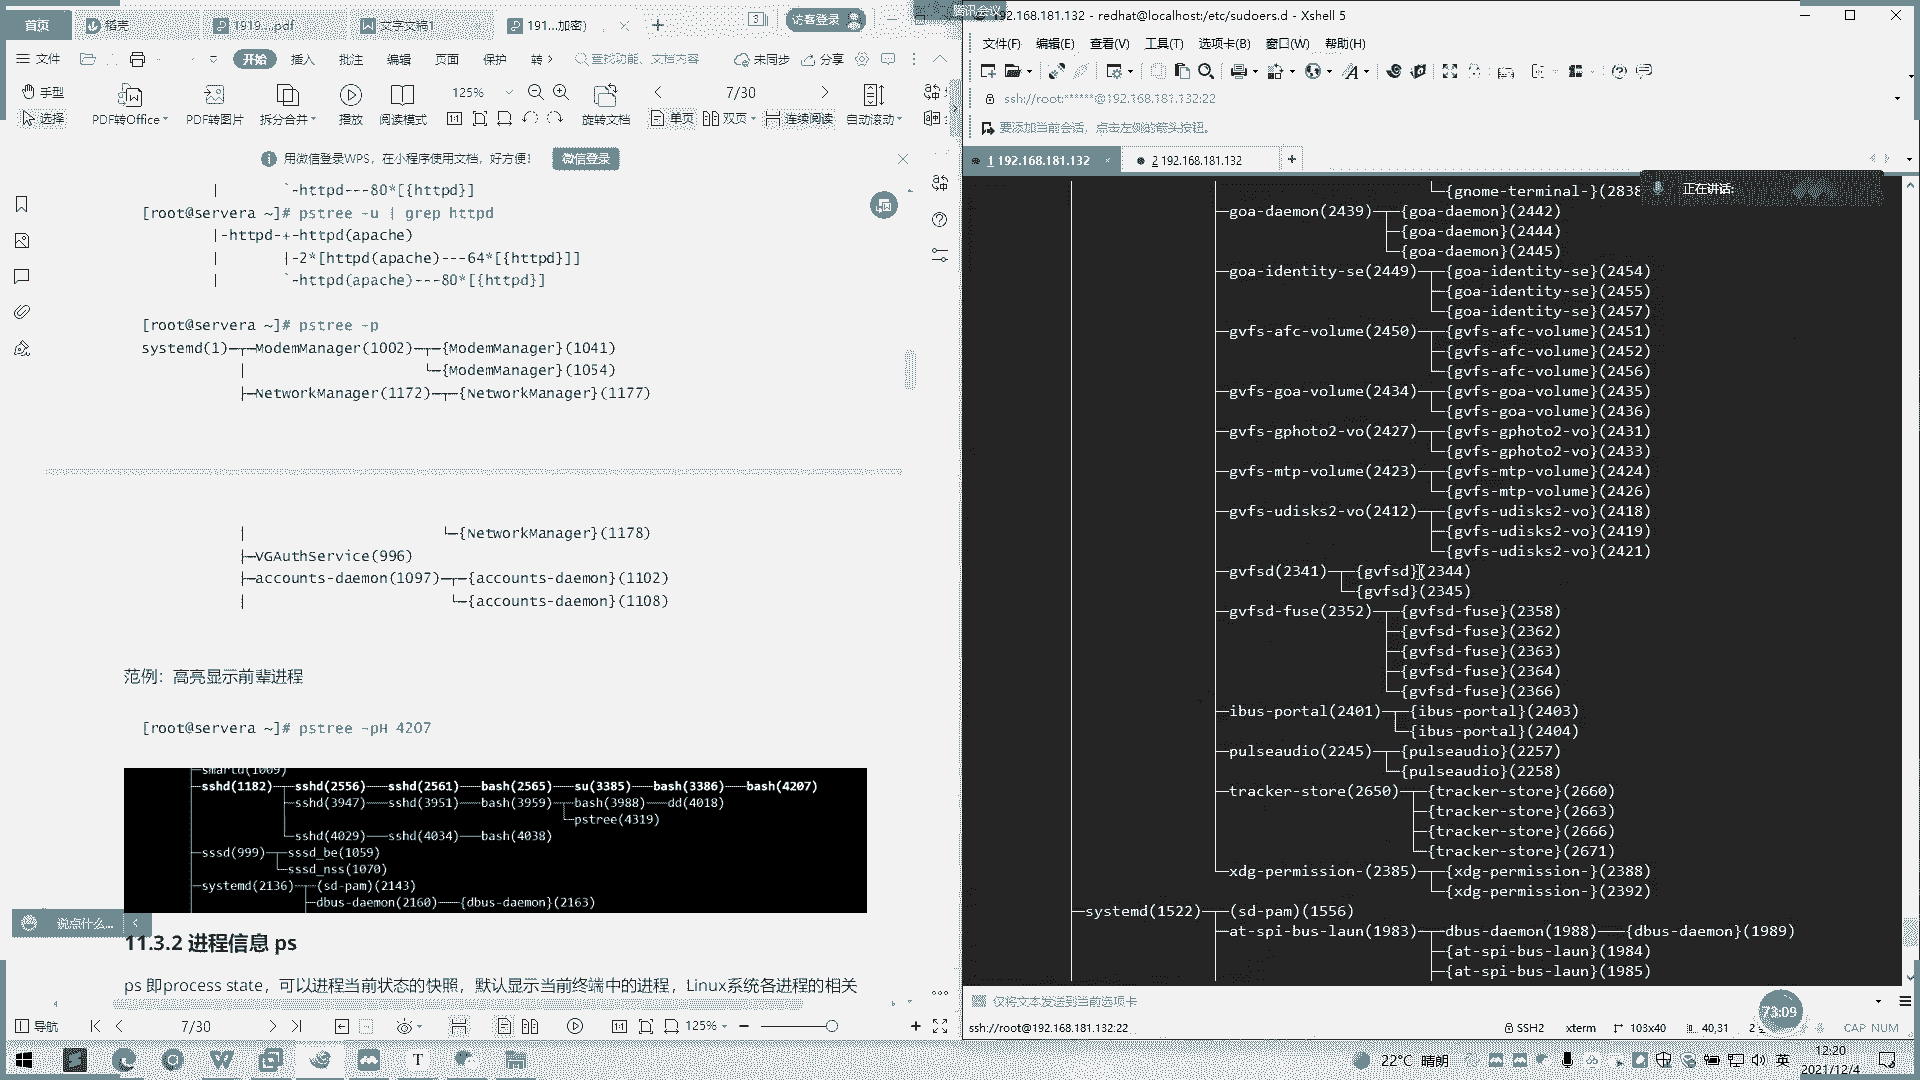 首页
稻壳
1919....pdf
文字文稿1
191...加密)
3
访客登录
文件
开始
插入
批注
编辑
页面
保护
转
查找功能、文档内容
未同步
分享
手型
选择
PDF转Office
PDF转图片
拆分合并
播放
阅读模式
125%
旋转文档
7/30
单页
双页
连续阅读
自动滚动
用微信登录WPS，在小程序使用文档，好方便！
微信登录
|       `-httpd---80*[{httpd}]
[root@servera ~]# pstree -u | grep httpd
|-httpd-+-httpd(apache)
|       |-2*[httpd(apache)---64*[{httpd}]]
|       `-httpd(apache)---80*[{httpd}]
[root@servera ~]# pstree -p
systemd(1)─┬─ModemManager(1002)─┬─{ModemManager}(1041)
│                    └─{ModemManager}(1054)
├─NetworkManager(1172)─┬─{NetworkManager}(1177)
│                      └─{NetworkManager}(1178)
├─VGAuthService(996)
├─accounts-daemon(1097)─┬─{accounts-daemon}(1102)
│                       └─{accounts-daemon}(1108)
范例：高亮显示前辈进程
[root@servera ~]# pstree -pH 4207
├─smartd(1009)
├─sshd(1182)─┬─sshd(2556)───sshd(2561)───bash(2565)───su(3385)───bash(3386)───bash(4207)
├─sshd(3947)───sshd(3951)───bash(3959)─┬─bash(3988)───dd(4018)
└─pstree(4319)
└─sshd(4029)───sshd(4034)───bash(4038)
├─sssd(999)─┬─sssd_be(1059)
└─sssd_nss(1070)
├─systemd(2136)─┬─(sd-pam)(2143)
├─dbus-daemon(2160)───{dbus-daemon}(2163)
说点什么...
11.3.2 进程信息 ps
ps 即process state，可以进程当前状态的快照，默认显示当前终端中的进程，Linux系统各进程的相关
导航
7/30
125%
腾讯会议
192.168.181.132 - redhat@localhost:/etc/sudoers.d - Xshell 5
文件(F)
编辑(E)
查看(V)
工具(T)
选项卡(B)
窗口(W)
帮助(H)
ssh://root:******@192.168.181.132:22
要添加当前会话，点击左侧的箭头按钮。
1 192.168.181.132
2 192.168.181.132
正在讲话:
└─{gnome-terminal-}(2838
├─goa-daemon(2439)─┬─{goa-daemon}(2442)
├─{goa-daemon}(2444)
└─{goa-daemon}(2445)
├─goa-identity-se(2449)─┬─{goa-identity-se}(2454)
├─{goa-identity-se}(2455)
└─{goa-identity-se}(2457)
├─gvfs-afc-volume(2450)─┬─{gvfs-afc-volume}(2451)
├─{gvfs-afc-volume}(2452)
└─{gvfs-afc-volume}(2456)
├─gvfs-goa-volume(2434)─┬─{gvfs-goa-volume}(2435)
└─{gvfs-goa-volume}(2436)
├─gvfs-gphoto2-vo(2427)─┬─{gvfs-gphoto2-vo}(2431)
└─{gvfs-gphoto2-vo}(2433)
├─gvfs-mtp-volume(2423)─┬─{gvfs-mtp-volume}(2424)
└─{gvfs-mtp-volume}(2426)
├─gvfs-udisks2-vo(2412)─┬─{gvfs-udisks2-vo}(2418)
├─{gvfs-udisks2-vo}(2419)
└─{gvfs-udisks2-vo}(2421)
├─gvfsd(2341)─┬─{gvfsd}(2344)
└─{gvfsd}(2345)
├─gvfsd-fuse(2352)─┬─{gvfsd-fuse}(2358)
├─{gvfsd-fuse}(2362)
├─{gvfsd-fuse}(2363)
├─{gvfsd-fuse}(2364)
└─{gvfsd-fuse}(2366)
├─ibus-portal(2401)─┬─{ibus-portal}(2403)
└─{ibus-portal}(2404)
├─pulseaudio(2245)─┬─{pulseaudio}(2257)
└─{pulseaudio}(2258)
├─tracker-store(2650)─┬─{tracker-store}(2660)
├─{tracker-store}(2663)
├─{tracker-store}(2666)
└─{tracker-store}(2671)
└─xdg-permission-(2385)─┬─{xdg-permission-}(2388)
└─{xdg-permission-}(2392)
├─systemd(1522)─┬─(sd-pam)(1556)
├─at-spi-bus-laun(1983)─┬─dbus-daemon(1988)───{dbus-daemon}(1989)
├─{at-spi-bus-laun}(1984)
├─{at-spi-bus-laun}(1985)
仅将文本发送到当前选项卡
ssh://root@192.168.181.132:22
SSH2
xterm
103x40
40,31
73:09
CAP NUM
22°C 晴朗
英
12:20
2021/12/4